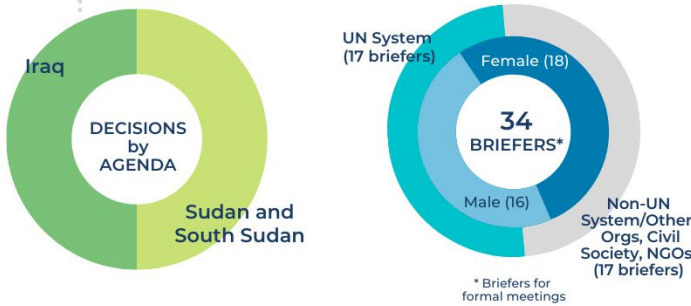 Iraq
DECISIONS
by
AGENDA
Sudan and
South Sudan
UN System
(17 briefers)
Female (18)
34
BRIEFERS*
Male (16)
Non-UN
System/Other
Orgs, Civil
Society, NGOs
(17 briefers)
* Briefers for
formal meetings